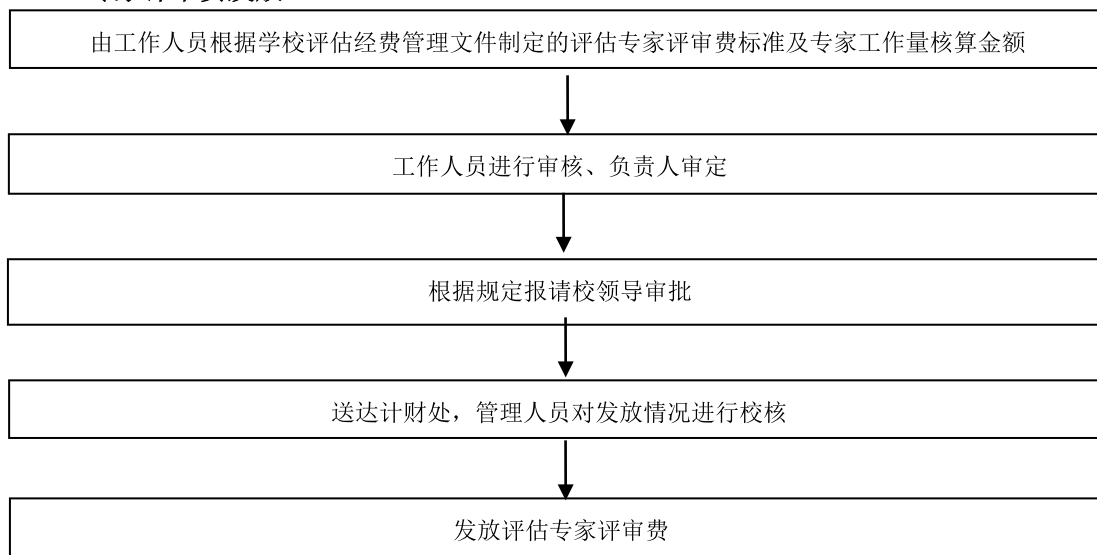 由工作人员根据学校评估经费管理文件制定的评估专家评审费标准及专家工作量核算金额
工作人员进行审核、负责人审定
根据规定报请校领导审批
送达计财处，管理人员对发放情况进行校核
发放评估专家评审费